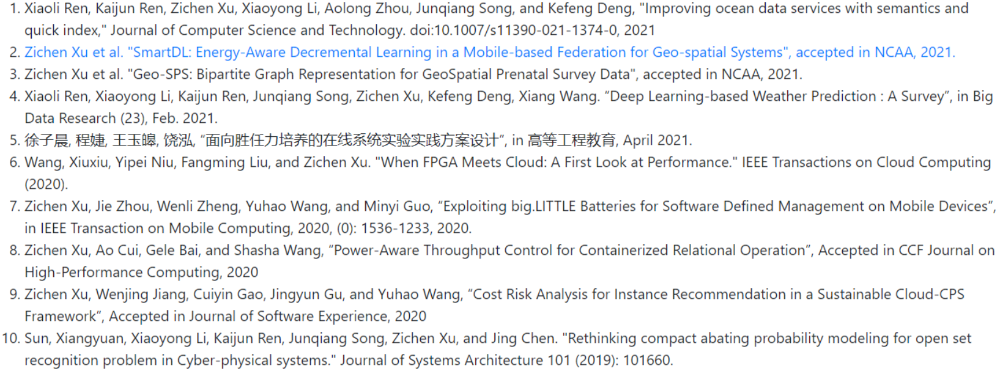 1. Xiaoli Ren, Kaijun Ren, Zichen Xu, Xiaoyong Li, Aolong Zhou, Junqiang Song, and Kefeng Deng, "Improving ocean data services with semantics and
quick index," Journal of Computer Science and Technology. doi:10.1007/s11390-021-1374-0, 2021
2. Zichen Xu et al. "SmartDL: Energy-Aware Decremental Learning in a Mobile-based Federation for Geo-spatial Systems", accepted in NCAA, 2021.
3. Zichen Xu et al. "Geo-SPS: Bipartite Graph Representation for GeoSpatial Prenatal Survey Data", accepted in NCAA, 2021.
4. Xiaoli Ren, Xiaoyong Li, Kaijun Ren, Junqiang Song, Zichen Xu, Kefeng Deng, Xiang Wang. “Deep Learning-based Weather Prediction : A Survey”, in Big
Data Research (23), Feb. 2021.
5. 徐子晨, 程婕, 王玉皞, 饶泓, “面向胜任力培养的在线系统实验实践方案设计”, in 高等工程教育, April 2021.
6. Wang, Xiuxiu, Yipei Niu, Fangming Liu, and Zichen Xu. "When FPGA Meets Cloud: A First Look at Performance." IEEE Transactions on Cloud Computing
(2020).
7. Zichen Xu, Jie Zhou, Wenli Zheng, Yuhao Wang, and Minyi Guo, “Exploiting big.LITTLE Batteries for Software Defined Management on Mobile Devices”,
in IEEE Transaction on Mobile Computing, 2020, (0): 1536-1233, 2020.
8. Zichen Xu, Ao Cui, Gele Bai, and Shasha Wang, “Power-Aware Throughput Control for Containerized Relational Operation”, Accepted in CCF Journal on
High-Performance Computing, 2020
9. Zichen Xu, Wenjing Jiang, Cuiyin Gao, Jingyun Gu, and Yuhao Wang, “Cost Risk Analysis for Instance Recommendation in a Sustainable Cloud-CPS
Framework”, Accepted in Journal of Software Experience, 2020
10. Sun, Xiangyuan, Xiaoyong Li, Kaijun Ren, Junqiang Song, Zichen Xu, and Jing Chen. "Rethinking compact abating probability modeling for open set
recognition problem in Cyber-physical systems." Journal of Systems Architecture 101 (2019): 101660.